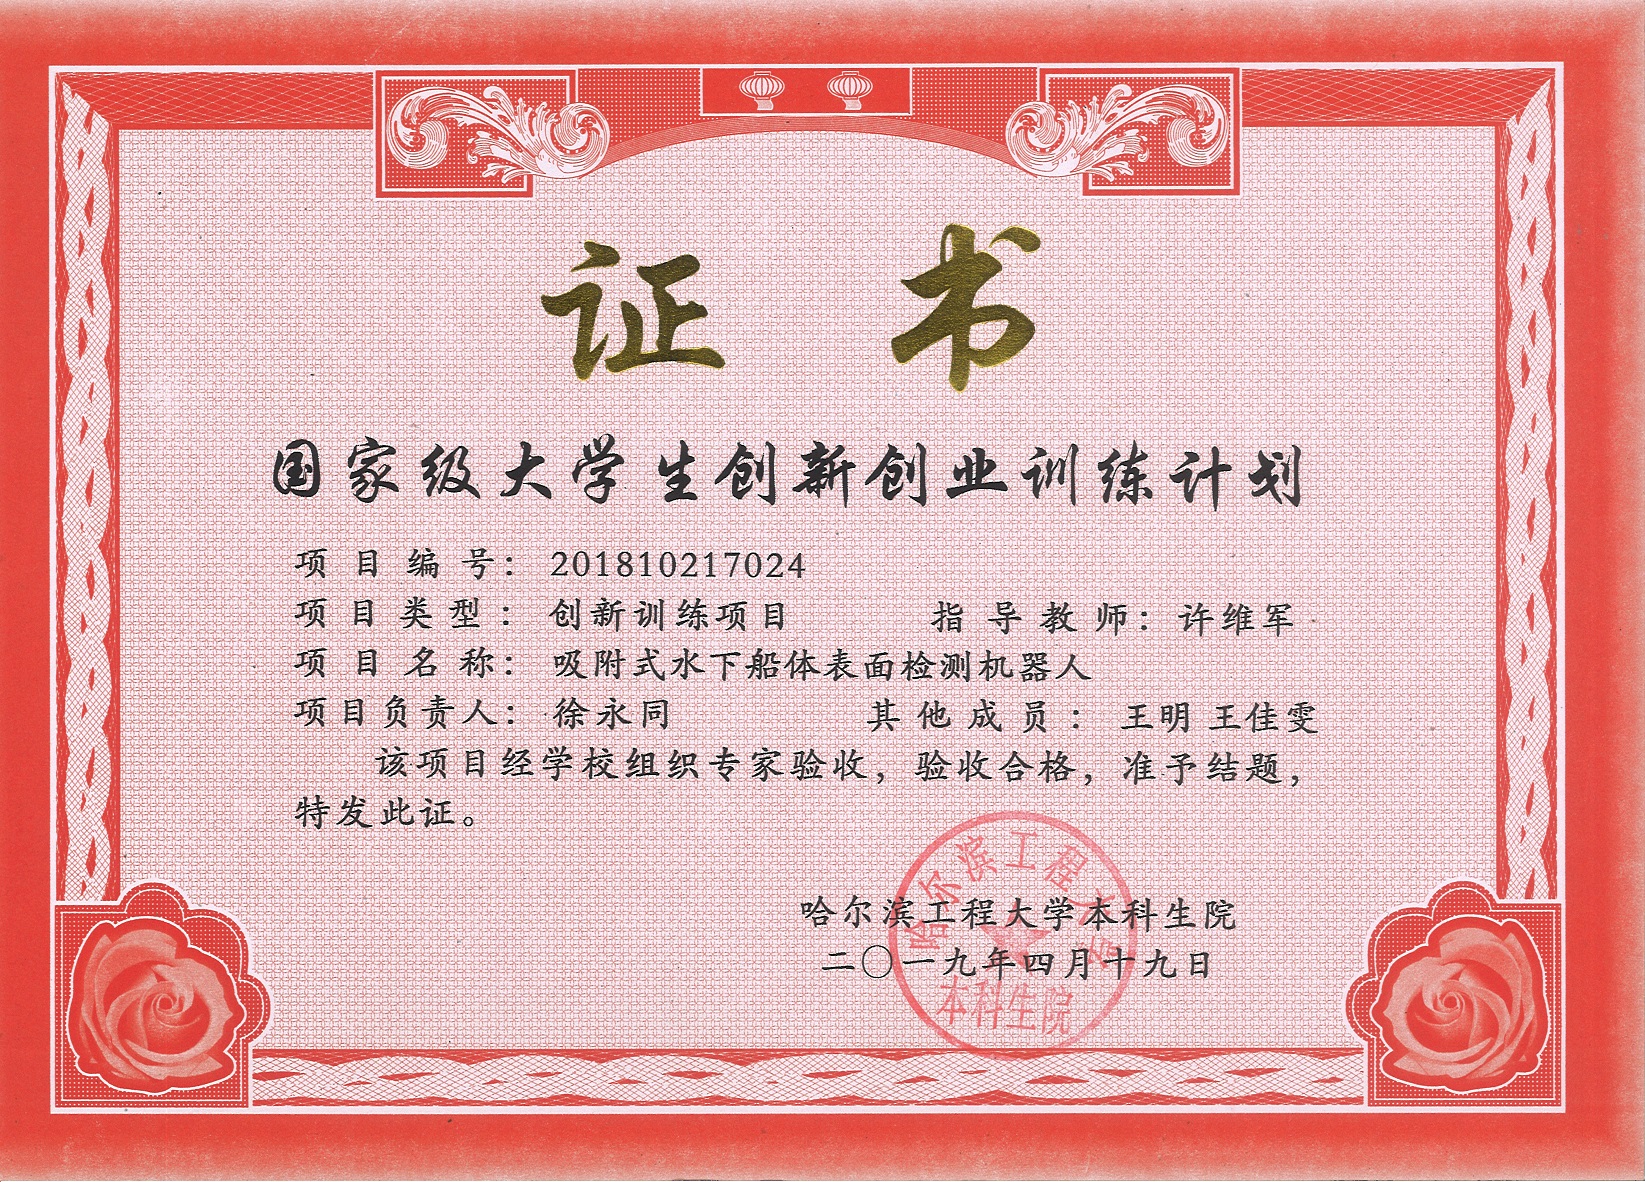 证 书
国家级大学生创新创业训练计划
项 目 编 号： 201810217024
项 目 类 型 ： 创新训练项目 指 导 教 师： 许维军
项 目 名 称： 吸附式水下船体表面检测机器人
项目负责人： 徐永同 其 他 成 员 ： 王明 王佳雯
该项目经学校组织专家验收，验收合格，准予结题，
特发此证。
哈尔滨工程大学本科生院
二〇一九年四月十九日
哈尔滨工程大学
本科生院